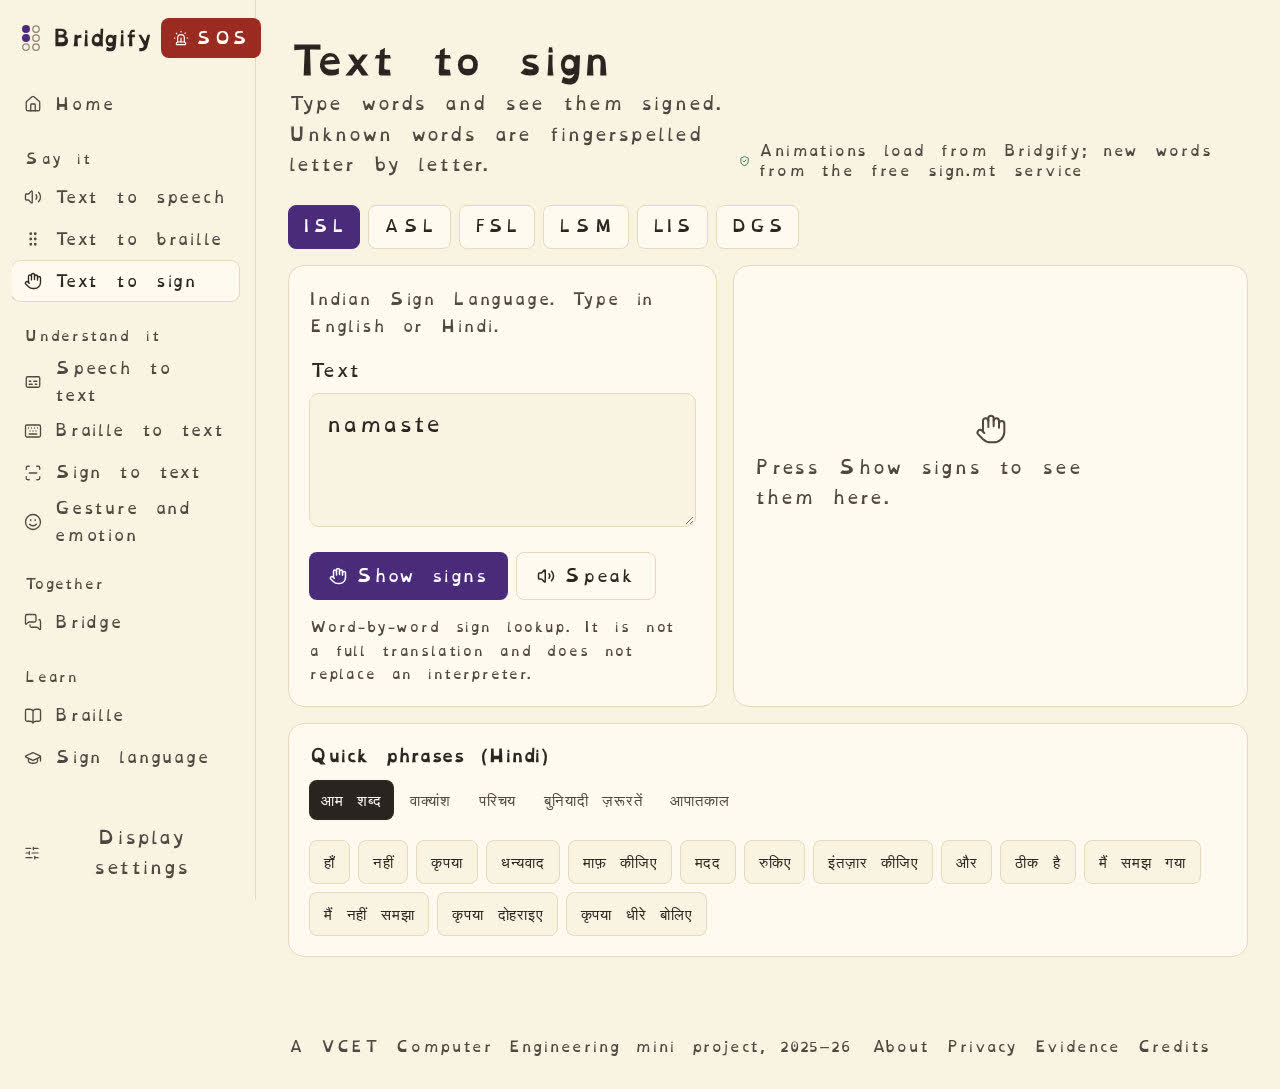 Bridgify SOS
Home
Say it
Text to speech
Text to braille
Text to sign
Understand it
Speech to
text
Braille to text
Sign to text
Gesture and
emotion
Together
Bridge
Learn
Braille
Sign language
Display
settings
Text to sign
Type words and see them signed.
Unknown words are fingerspelled
letter by letter.
Animations load from Bridgify; new words
from the free sign.mt service
ISL ASL FSL LSM LIS DGS
Indian Sign Language. Type in
English or Hindi.
Text
namaste
Show signs Speak
Word-by-word sign lookup. It is not
a full translation and does not
replace an interpreter.
Press Show signs to see
them here.
Quick phrases (Hindi)
आम शब्द वाक्यांश परिचय बुनियादी ज़रूरतें आपातकाल
हाँ नहीं कृपया धन्यवाद माफ़ कीजिए मदद रुकिए इंतज़ार कीजिए और ठीक है मैं समझ गया
मैं नहीं समझा कृपया दोहराइए कृपया धीरे बोलिए
A VCET Computer Engineering mini project, 2025–26 About Privacy Evidence Credits